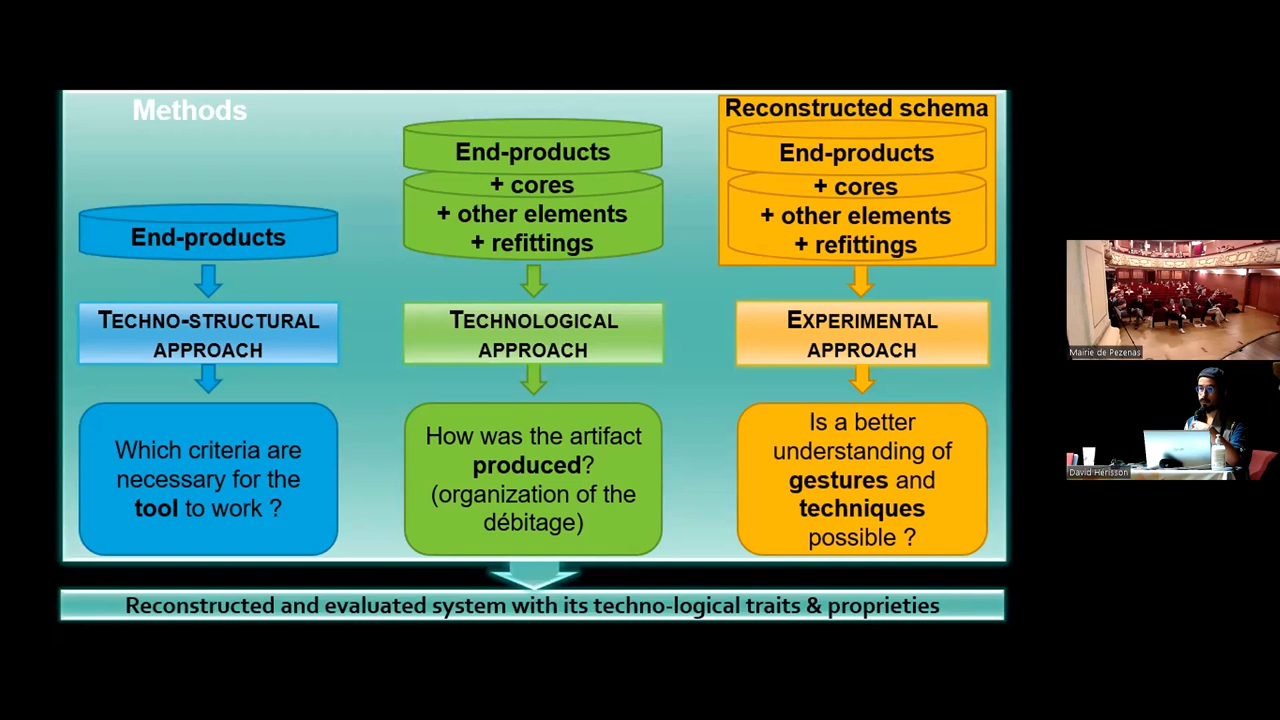 Methods
End-products
TECHNO-STRUCTURAL
APPROACH
Which criteria are
necessary for the
tool to work ?
End-products
+ cores
+ other elements
+ refittings
TECHNOLOGICAL
APPROACH
How was the artifact
produced?
(organization of the
débitage)
Reconstructed schema
End-products
+ cores
+ other elements
+ refittings
EXPERIMENTAL
APPROACH
Is a better
understanding of
gestures and
techniques
possible ?
Reconstructed and evaluated system with its techno-logical traits & proprieties
Mairie de Pezenas
David Hérisson